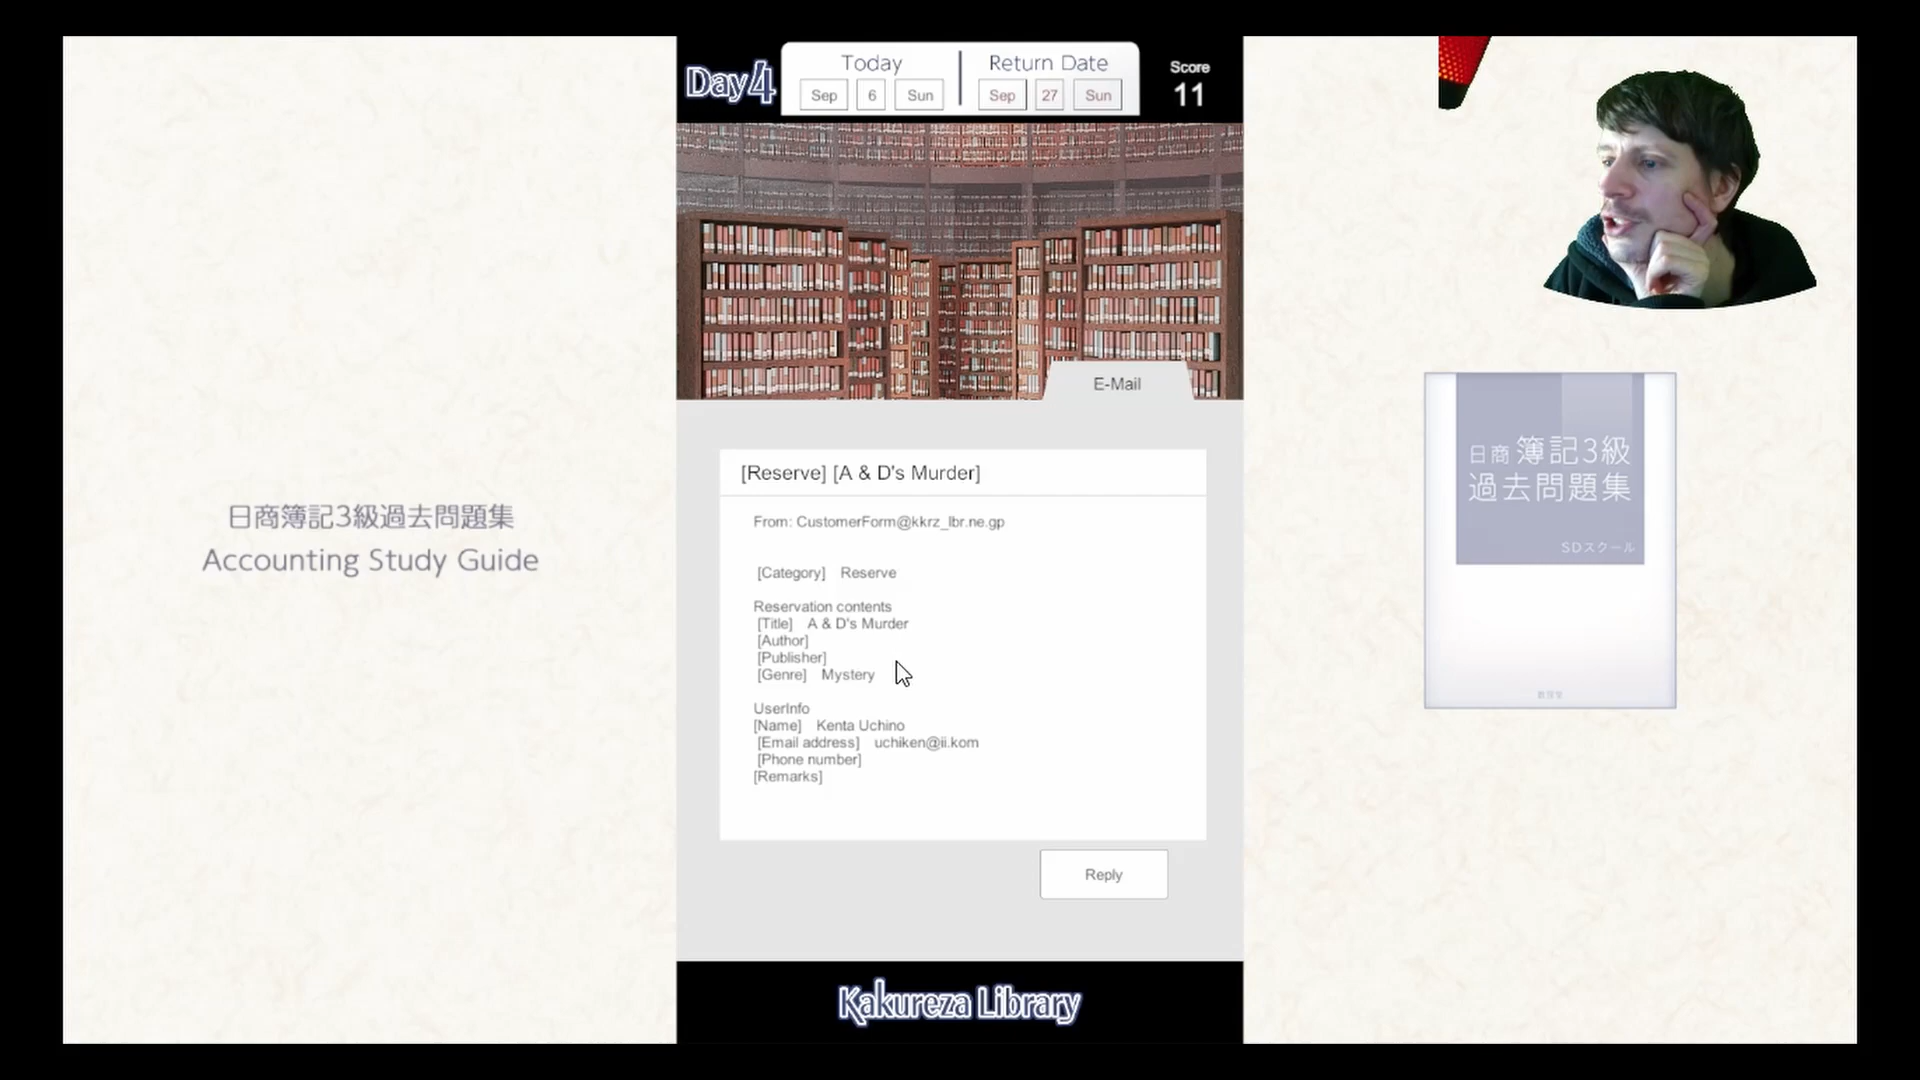 Day 4
Today
Sep 6 Sun
Return Date
Sep 27 Sun
Score
11
E-Mail
[Reserve] [A & D's Murder]
From: CustomerForm@kkrz_lbr.ne.gp
[Category] Reserve
Reservation contents
[Title] A & D's Murder
[Author]
[Publisher]
[Genre] Mystery
UserInfo
[Name] Kenta Uchino
[Email address] uchiken@ii.kom
[Phone number]
[Remarks]
Reply
Kakureza Library
日商簿記3級過去問題集
Accounting Study Guide
日商 簿記3級
過去問題集
SDスクール